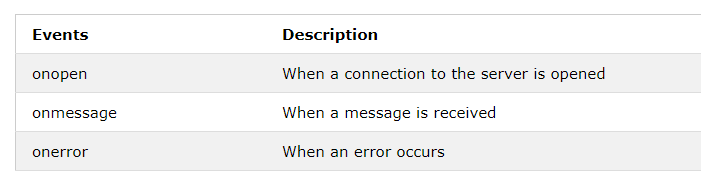 Events Description
onopen When a connection to the server is opened
onmessage When a message is received
onerror When an error occurs